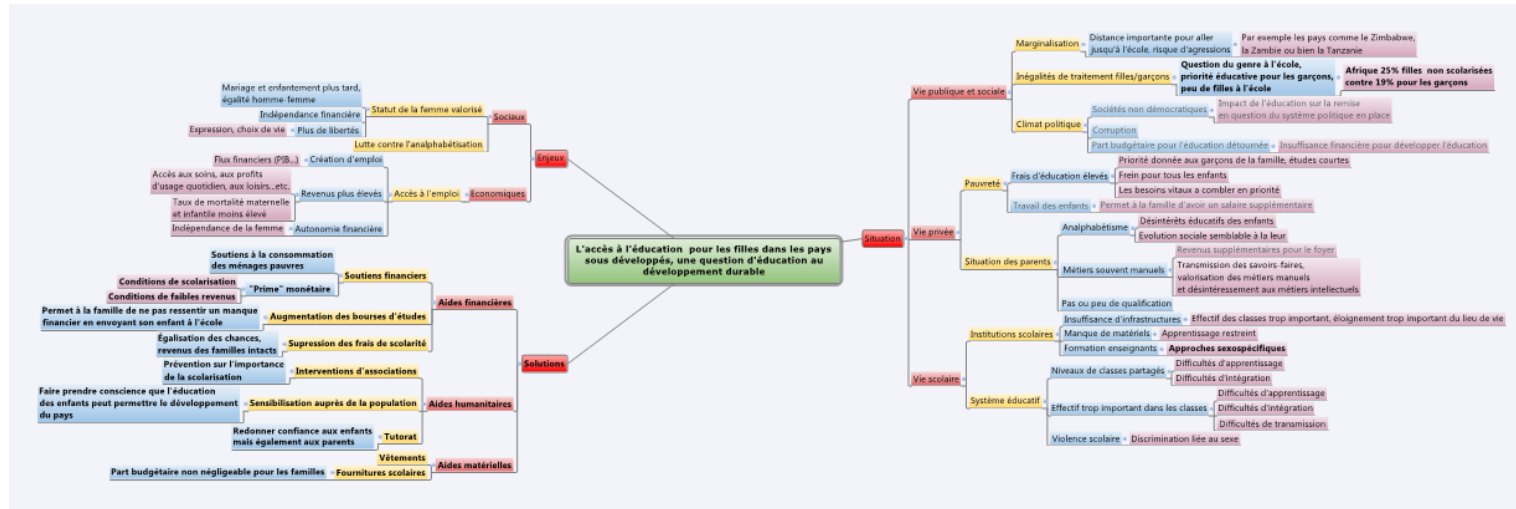 L'accès à l'éducation pour les filles dans les pays
sous développés, une question d'éducation au
développement durable
Enjeux
Sociaux
Statut de la femme valorisé
Mariage et enfantement plus tard,
égalité homme-femme
Indépendance financière
Plus de libertés
Expression, choix de vie
Lutte contre l'analphabétisation
Economiques
Accès à l'emploi
Création d'emploi
Flux financiers (PIB...)
Revenus plus élevés
Accès aux soins, aux profits
d'usage quotidien, aux loisirs...etc.
Taux de mortalité maternelle
et infantile moins élevé
Autonomie financière
Indépendance de la femme
Solutions
Aides financières
Soutiens financiers
Soutiens à la consommation
des ménages pauvres
"Prime" monétaire
Conditions de scolarisation
Conditions de faibles revenus
Augmentation des bourses d'études
Permet à la famille de ne pas ressentir un manque
financier en envoyant son enfant à l'école
Supression des frais de scolarité
Égalisation des chances,
revenus des familles intacts
Aides humanitaires
Interventions d'associations
Prévention sur l'importance
de la scolarisation
Sensibilisation auprès de la population
Faire prendre conscience que l'éducation
des enfants peut permettre le développement
du pays
Tutorat
Redonner confiance aux enfants
mais également aux parents
Aides matérielles
Vêtements
Fournitures scolaires
Part budgétaire non négligeable pour les familles
Situation
Vie publique et sociale
Marginalisation
Distance importante pour aller
jusqu'à l'école, risque d'agressions
Par exemple les pays comme le Zimbabwe,
la Zambie ou bien la Tanzanie
Inégalités de traitement filles/garçons
Question du genre à l'école,
priorité éducative pour les garçons,
peu de filles à l'école
Afrique 25% filles non scolarisées
contre 19% pour les garçons
Climat politique
Sociétés non démocratiques
Impact de l'éducation sur la remise
en question du système politique en place
Corruption
Part budgétaire pour l'éducation détournée
Insuffisance financière pour développer l'éducation
Vie privée
Pauvreté
Frais d'éducation élevés
Priorité donnée aux garçons de la famille, études courtes
Frein pour tous les enfants
Les besoins vitaux a combler en priorité
Travail des enfants
Permet à la famille d'avoir un salaire supplémentaire
Situation des parents
Analphabétisme
Désintérêts éducatifs des enfants
Evolution sociale semblable à la leur
Métiers souvent manuels
Revenus supplémentaires pour le foyer
Transmission des savoirs-faires,
valorisation des métiers manuels
et désintéressement aux métiers intellectuels
Pas ou peu de qualification
Vie scolaire
Institutions scolaires
Insuffisance d'infrastructures
Effectif des classes trop important, éloignement trop important du lieu de vie
Manque de matériels
Apprentissage restreint
Formation enseignants
Approches sexospécifiques
Système éducatif
Niveaux de classes partagés
Difficultés d'apprentissage
Difficultés d'intégration
Effectif trop important dans les classes
Difficultés d'apprentissage
Difficultés d'intégration
Difficultés de transmission
Violence scolaire
Discrimination liée au sexe